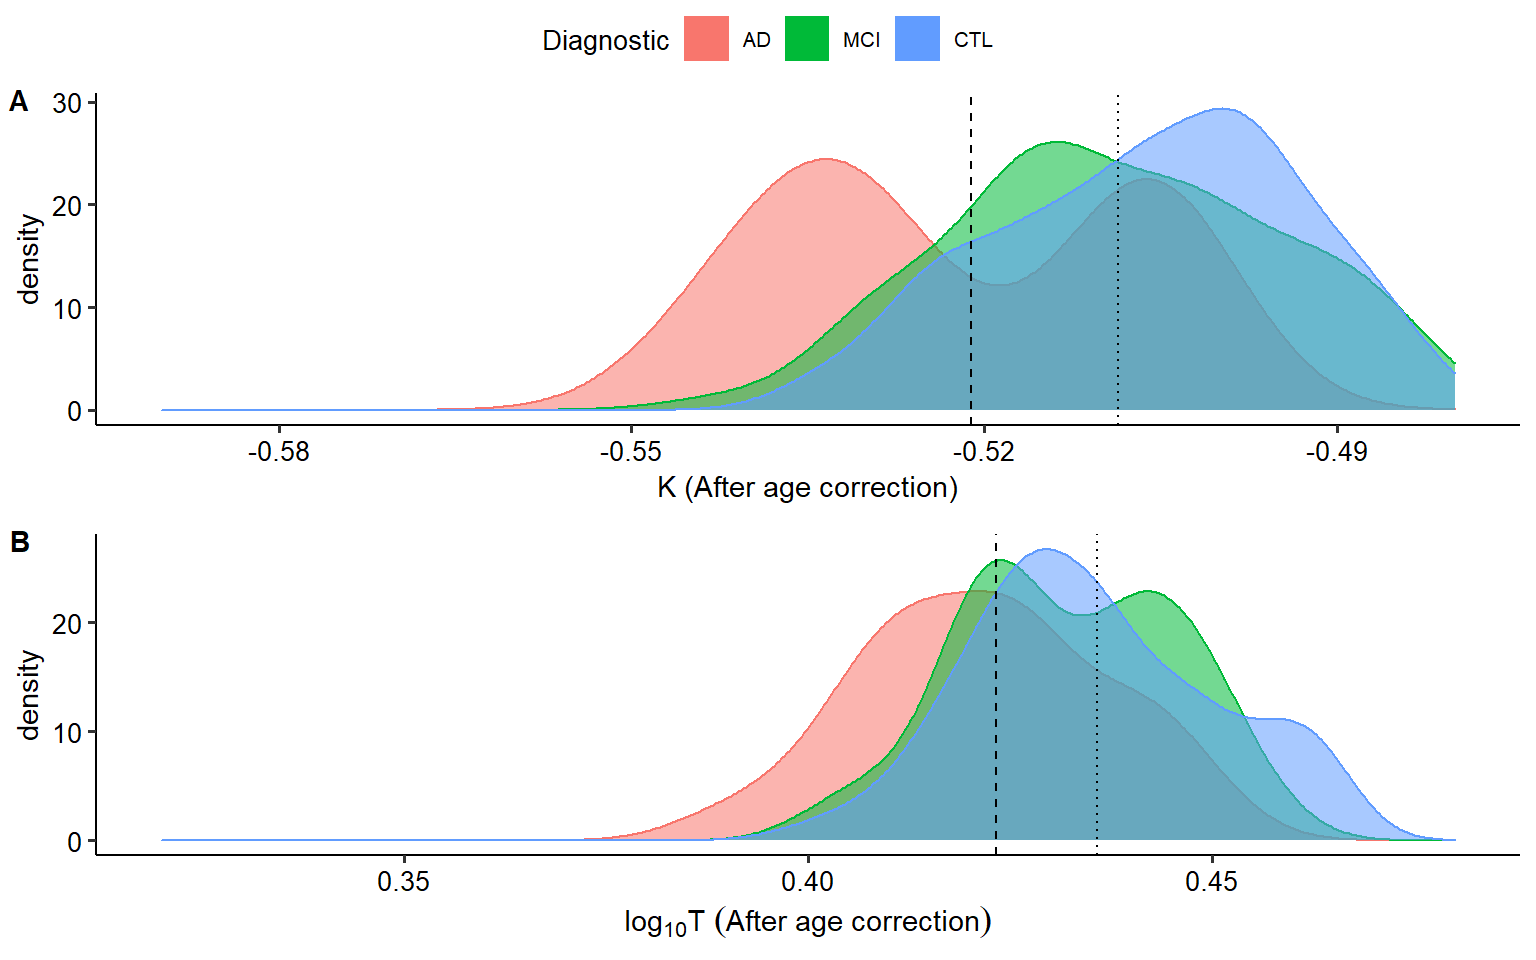 Diagnostic AD MCI CTL
A
30
20
10
0
density
-0.58 -0.55 -0.52 -0.49
K (After age correction)
B
20
10
0
density
0.35 0.40 0.45
log₁₀T (After age correction)